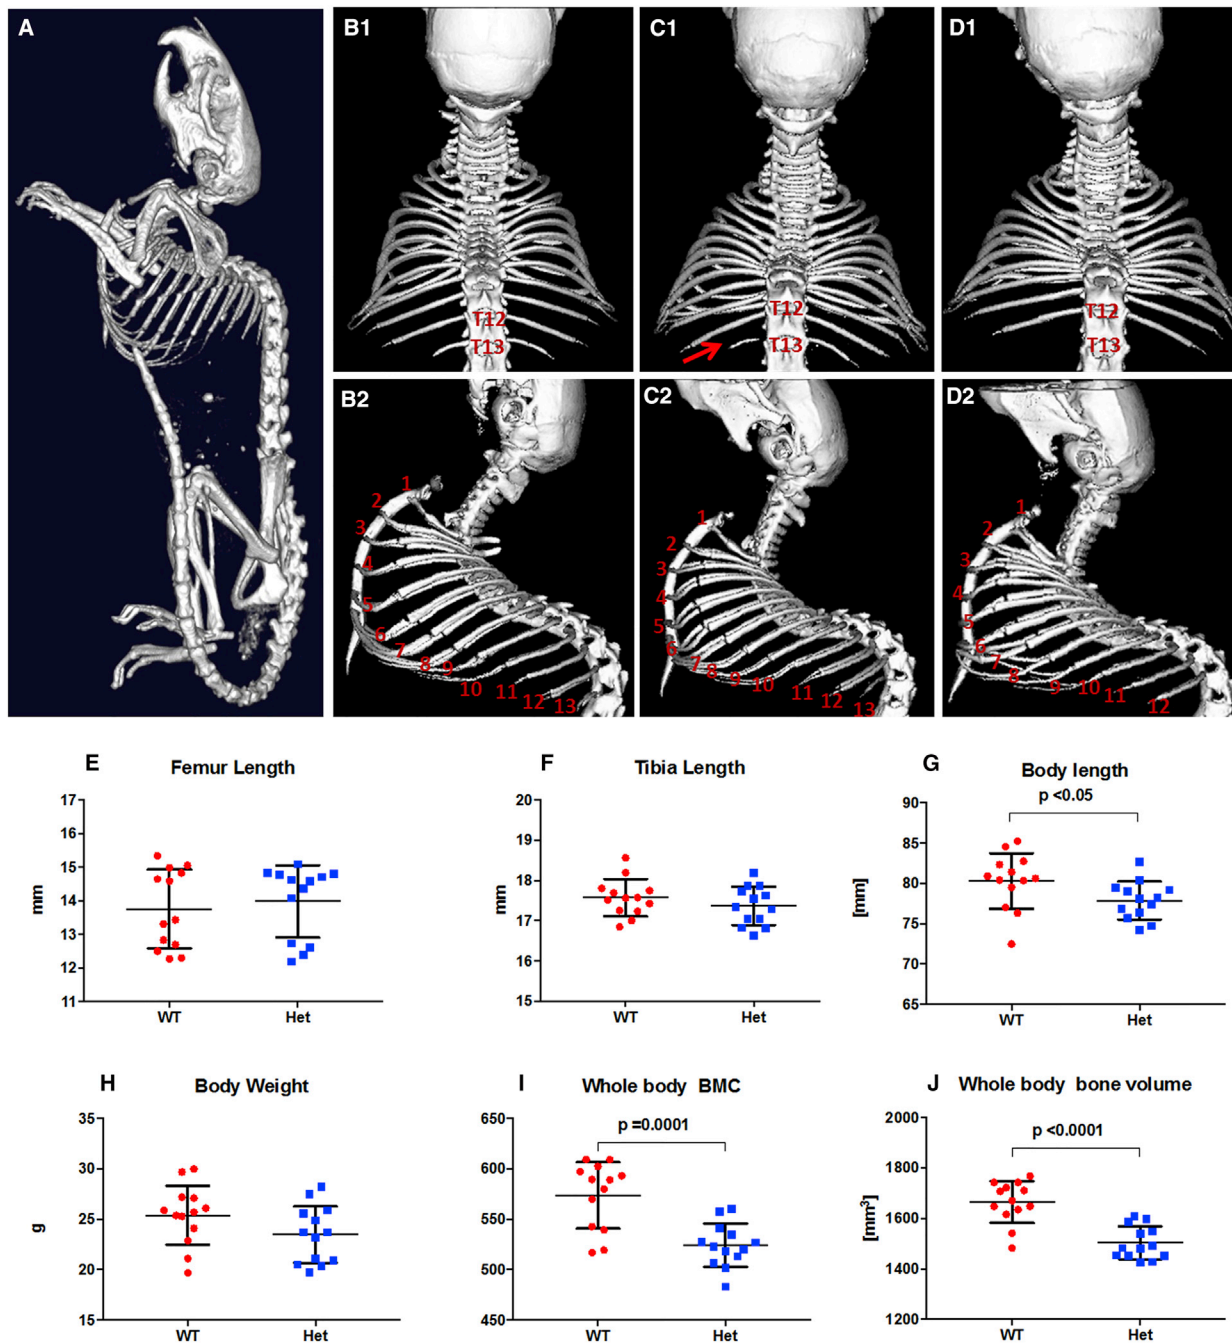 A
B1
C1
D1
T12
T13
T12
T13
T12
T13
B2
C2
D2
1
2
3
4
5
6
7
8
9
10
11
12
13
1
2
3
4
5
6
7
8
9
10
11
12
13
1
2
3
4
5
6
7
8
9
10
11
12
E
Femur Length
17
16
15
14
13
12
11
mm
WT
Het
F
Tibia Length
20
19
18
17
16
15
mm
WT
Het
G
Body length
p <0.05
90
85
80
75
70
65
[mm]
WT
Het
H
Body Weight
35
30
25
20
15
g
WT
Het
I
Whole body BMC
p =0.0001
650
600
550
500
450
WT
Het
J
Whole body bone volume
p <0.0001
2000
1800
1600
1400
1200
[mm³]
WT
Het